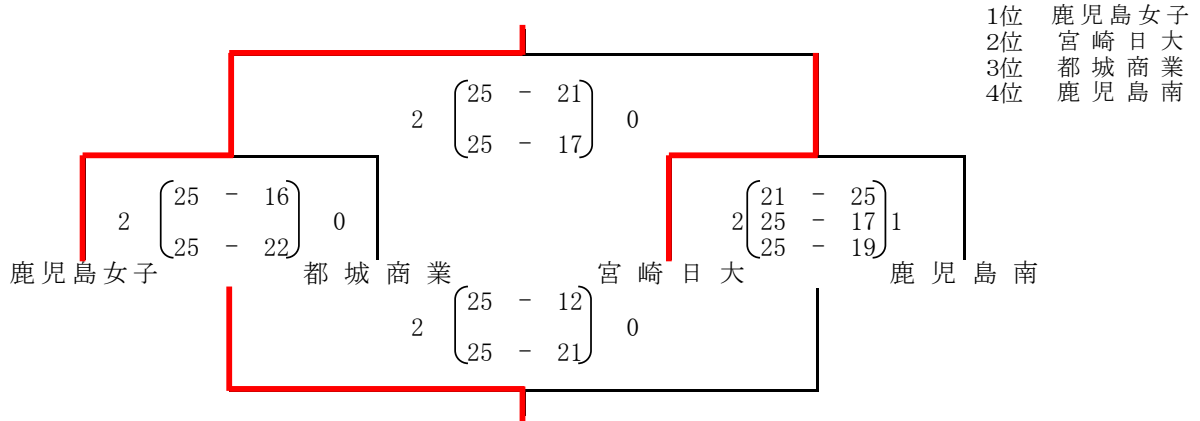 1位 鹿児島女子
2位 宮崎日大
3位 都城商業
4位 鹿児島南
2 25 - 21 0
25 - 17
2 25 - 16 0
25 - 22
21 - 25
2 25 - 17 1
25 - 19
鹿児島女子 都城商業 宮崎日大 鹿児島南
2 25 - 12 0
25 - 21